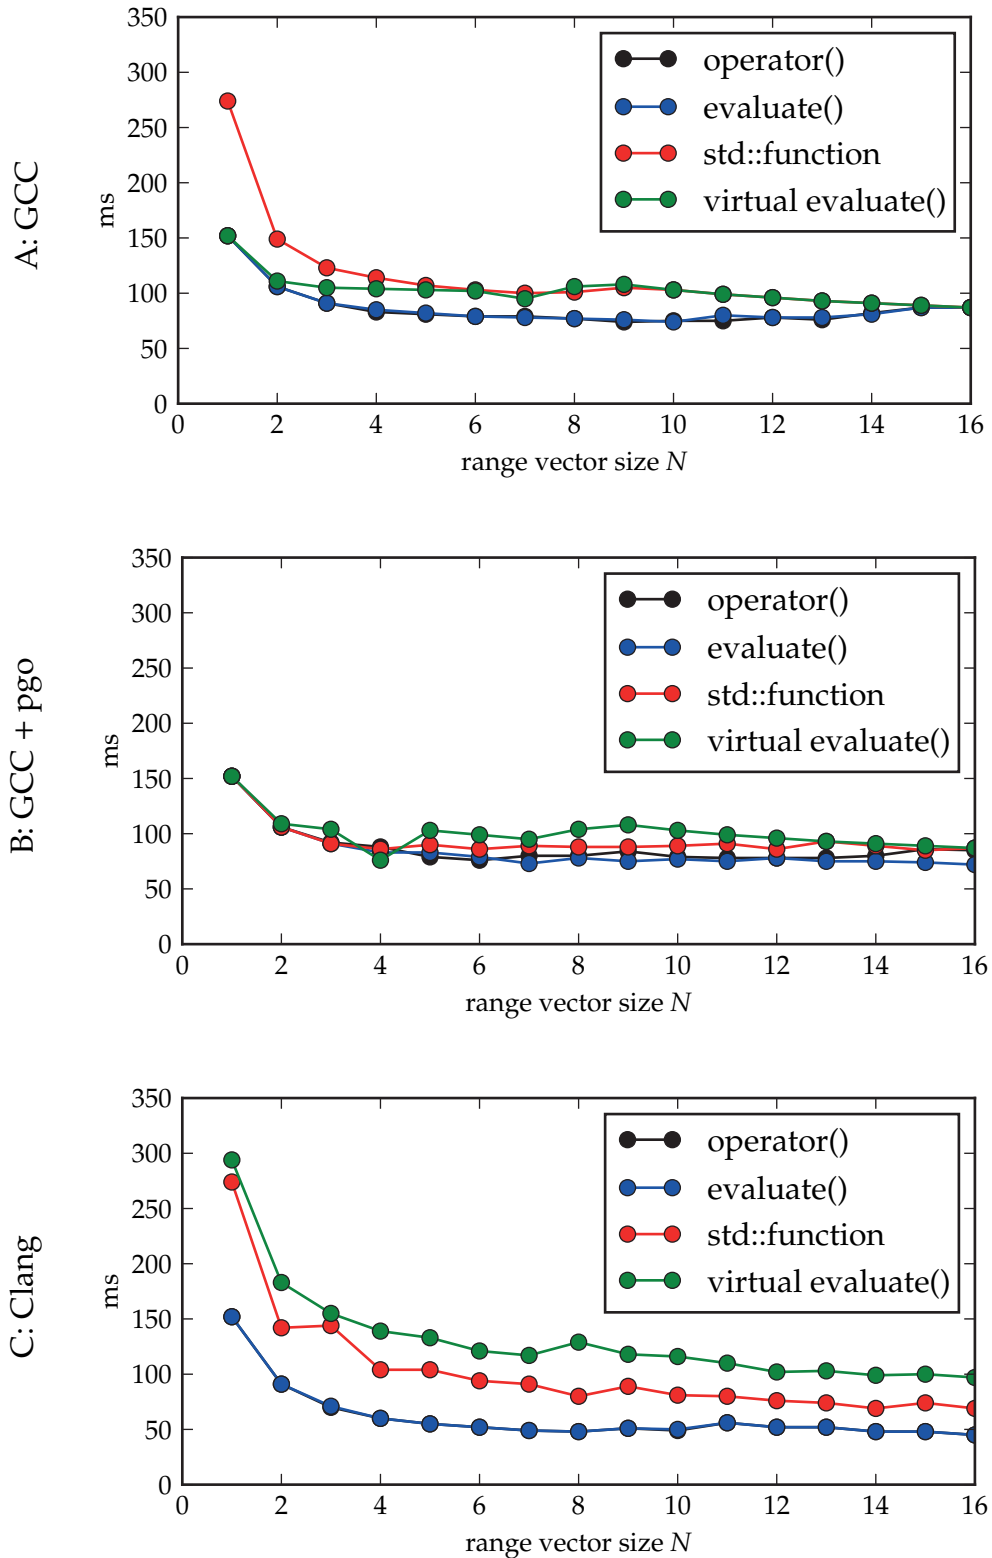 A: GCC
ms
350
300
250
200
150
100
50
0
operator()
evaluate()
std::function
virtual evaluate()
0 2 4 6 8 10 12 14 16
range vector size N
B: GCC + pgo
ms
350
300
250
200
150
100
50
0
operator()
evaluate()
std::function
virtual evaluate()
0 2 4 6 8 10 12 14 16
range vector size N
C: Clang
ms
350
300
250
200
150
100
50
0
operator()
evaluate()
std::function
virtual evaluate()
0 2 4 6 8 10 12 14 16
range vector size N